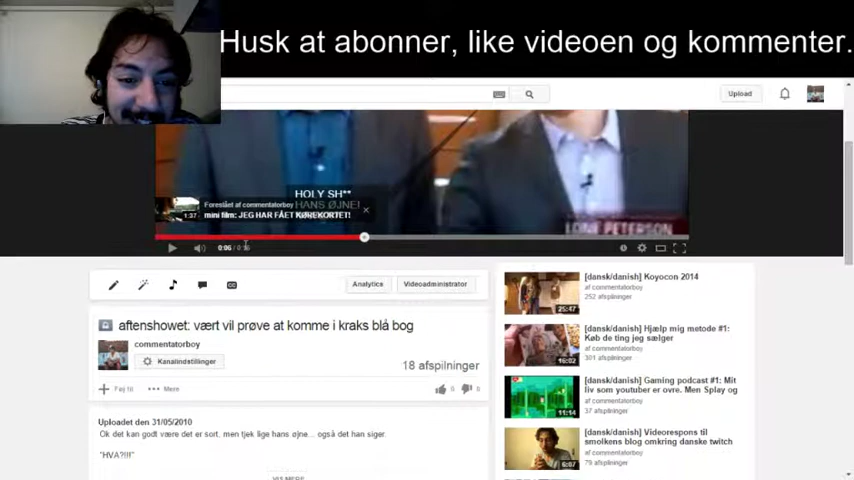 Husk at abonner, like videoen og kommenter.
Upload
HOLY SH**
HANS ØJNE!
Foreslået af commentatorboy
mini film: JEG HAR FÅET KØREKORTET!
1:37
LONE PETERSON
0:06 / 0:16
Analytics
Videoadministrator
aftenshowet: vært vil prøve at komme i kraks blå bog
commentatorboy
Kanalindstillinger
18 afspilninger
Føj til
Mere
0
0
Uploadet den 31/05/2010
Ok det kan godt være det er sort, men tjek lige hans øjne... også det han siger.
"HVA?!!!"
VIS MERE
[dansk/danish] Koyocon 2014
af commentatorboy
252 afspilninger
25:47
[dansk/danish] Hjælp mig metode #1:
Køb de ting jeg sælger
af commentatorboy
301 afspilninger
16:02
[dansk/danish] Gaming podcast #1: Mit
liv som youtuber er ovre. Men Splay og
af commentatorboy
37 afspilninger
11:14
[dansk/danish] Videorespons til
smolkens blog omkring danske twitch
af commentatorboy
79 afspilninger
6:07